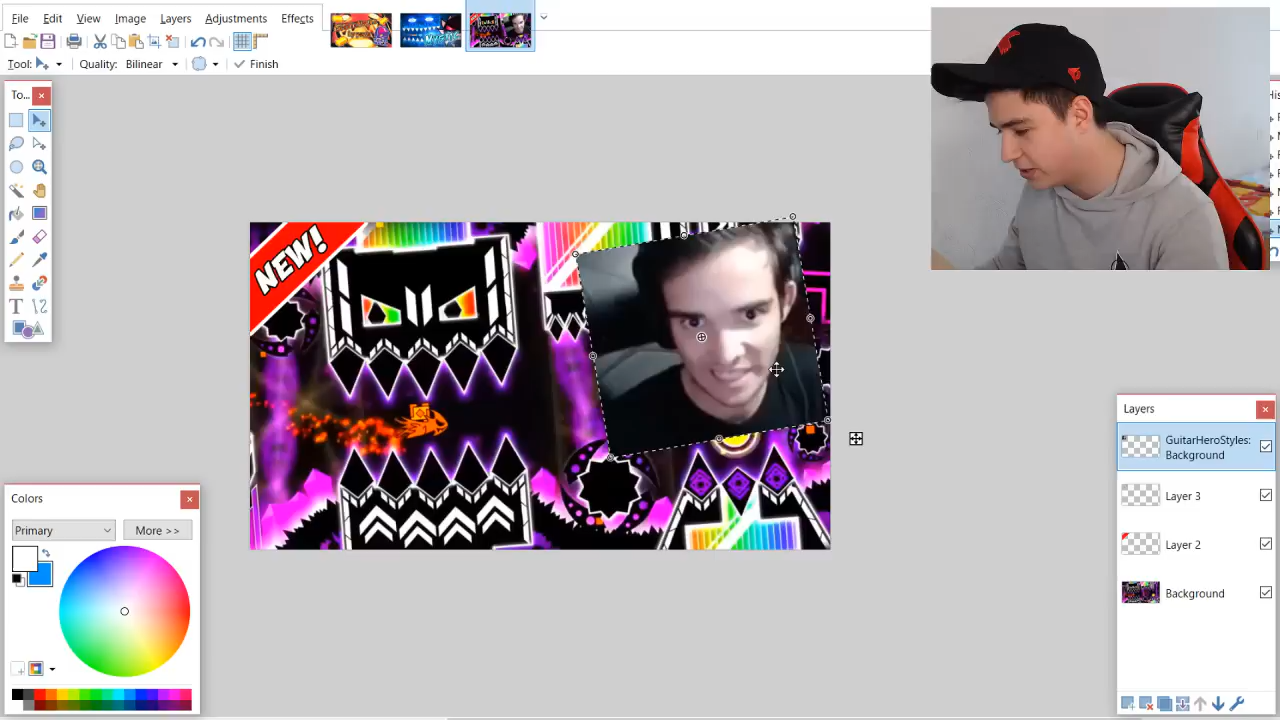 File Edit View Image Layers Adjustments Effects
Tool: Quality: Bilinear Finish
To...
NEW!
Layers
GuitarHeroStyles:
Background
Layer 3
Layer 2
Background
Colors
Primary More >>